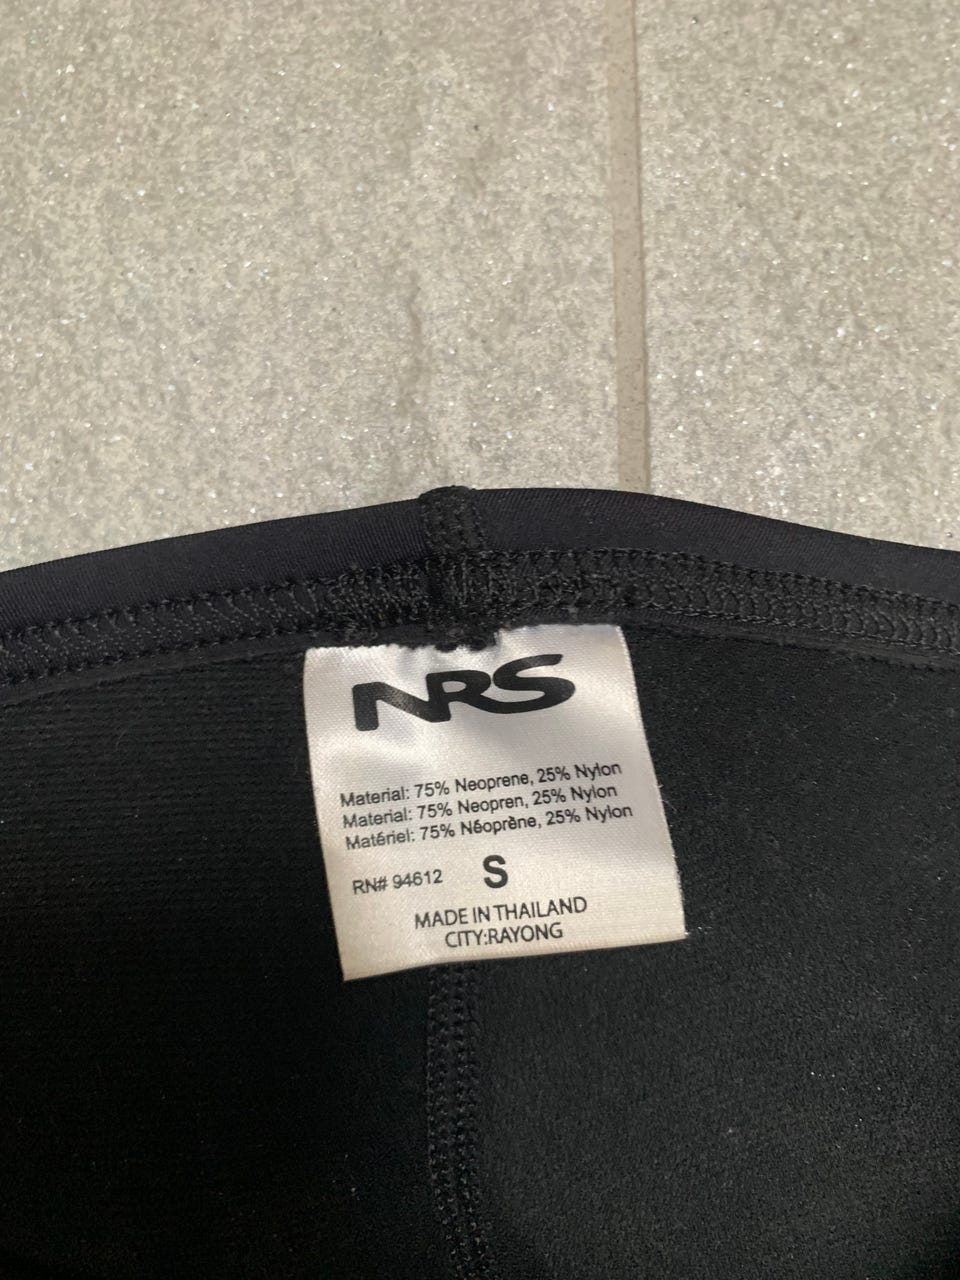 NRS
Material: 75% Neoprene, 25% Nylon
Material: 75% Neopren, 25% Nylon
Matériel: 75% Néoprène, 25% Nylon
RN# 94612 S
MADE IN THAILAND
CITY:RAYONG